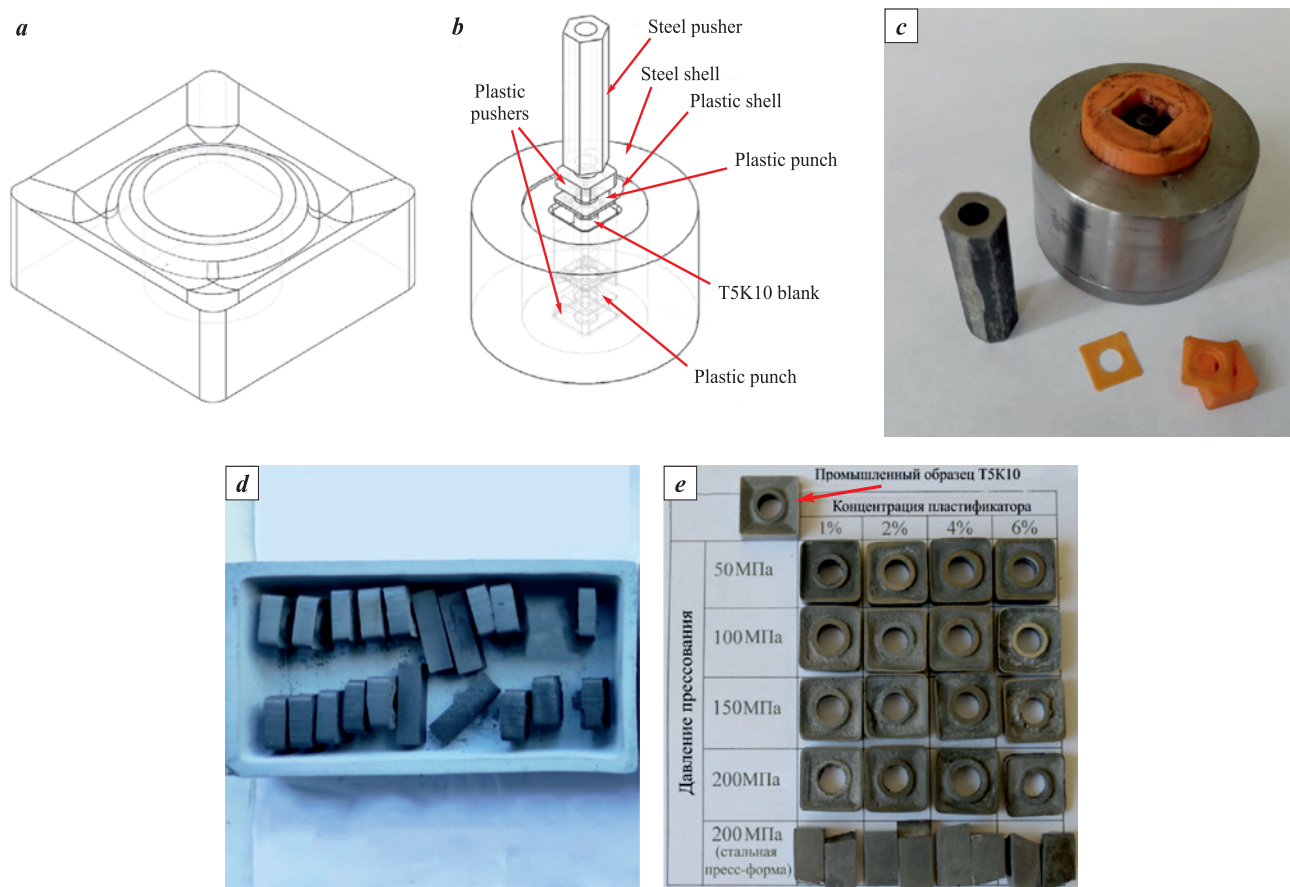 a
b
c
Steel pusher
Steel shell
Plastic shell
Plastic
pushers
Plastic punch
T5K10 blank
Plastic punch
d
e
Промышленный образец Т5К10
Концентрация пластификатора
1%
2%
4%
6%
Давление прессования
50 МПа
100 МПа
150 МПа
200 МПа
200 МПа
(стальная
пресс-форма)